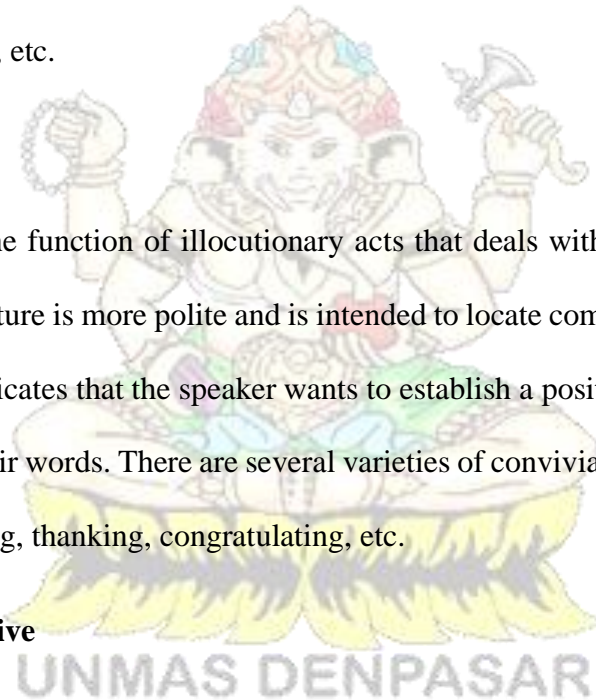 , etc.
ne function of illocutionary acts that deals with
ture is more polite and is intended to locate com
icates that the speaker wants to establish a posit
ir words. There are several varieties of convivia
g, thanking, congratulating, etc.
ive
UNMAS DENPASAR